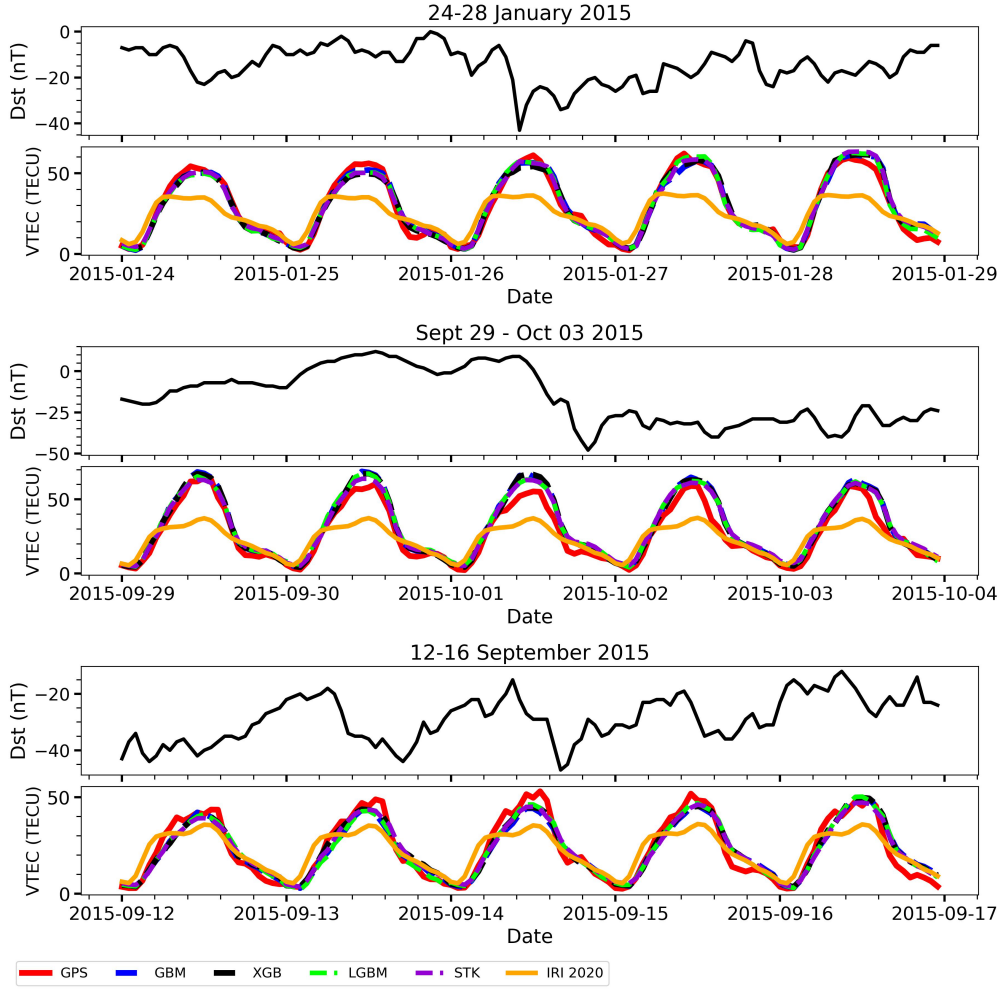 24-28 January 2015
Dst (nT)
0
−20
−40
VTEC (TECU)
50
0
2015-01-24 2015-01-25 2015-01-26 2015-01-27 2015-01-28 2015-01-29
Date
Sept 29 - Oct 03 2015
Dst (nT)
0
−25
−50
VTEC (TECU)
50
0
2015-09-29 2015-09-30 2015-10-01 2015-10-02 2015-10-03 2015-10-04
Date
12-16 September 2015
Dst (nT)
−20
−40
VTEC (TECU)
50
0
2015-09-12 2015-09-13 2015-09-14 2015-09-15 2015-09-16 2015-09-17
Date
GPS GBM XGB LGBM STK IRI 2020